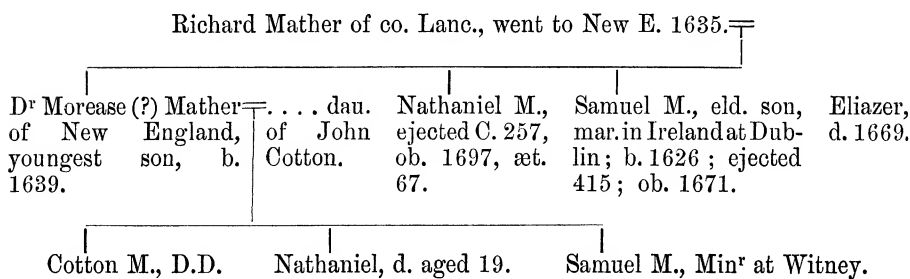 Richard Mather of co. Lanc., went to New E. 1635.
Dr Morease (?) Mather
of New England,
youngest son, b.
1639.
. . . . dau.
of John
Cotton.
Nathaniel M.,
ejected C. 257,
ob. 1697, æt.
67.
Samuel M., eld. son,
mar. in Ireland at Dub-
lin; b. 1626; ejected
415; ob. 1671.
Eliazer,
d. 1669.
Cotton M., D.D.
Nathaniel, d. aged 19.
Samuel M., Minr at Witney.